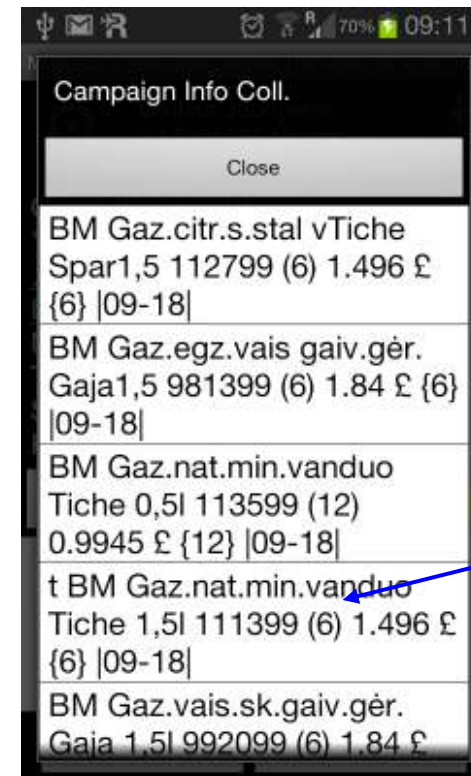 70% 09:11
Campaign Info Coll.
Close
BM Gaz.citr.s.stal vTiche
Spar1,5 112799 (6) 1.496 £
{6} |09-18|
BM Gaz.egz.vais gaiv.gėr.
Gaja1,5 981399 (6) 1.84 £ {6}
|09-18|
BM Gaz.nat.min.vanduo
Tiche 0,5l 113599 (12)
0.9945 £ {12} |09-18|
t BM Gaz.nat.min.vanduo
Tiche 1,5l 111399 (6) 1.496 £
{6} |09-18|
BM Gaz.vais.sk.gaiv.gėr.
Gaja 1,5l 992099 (6) 1.84 £